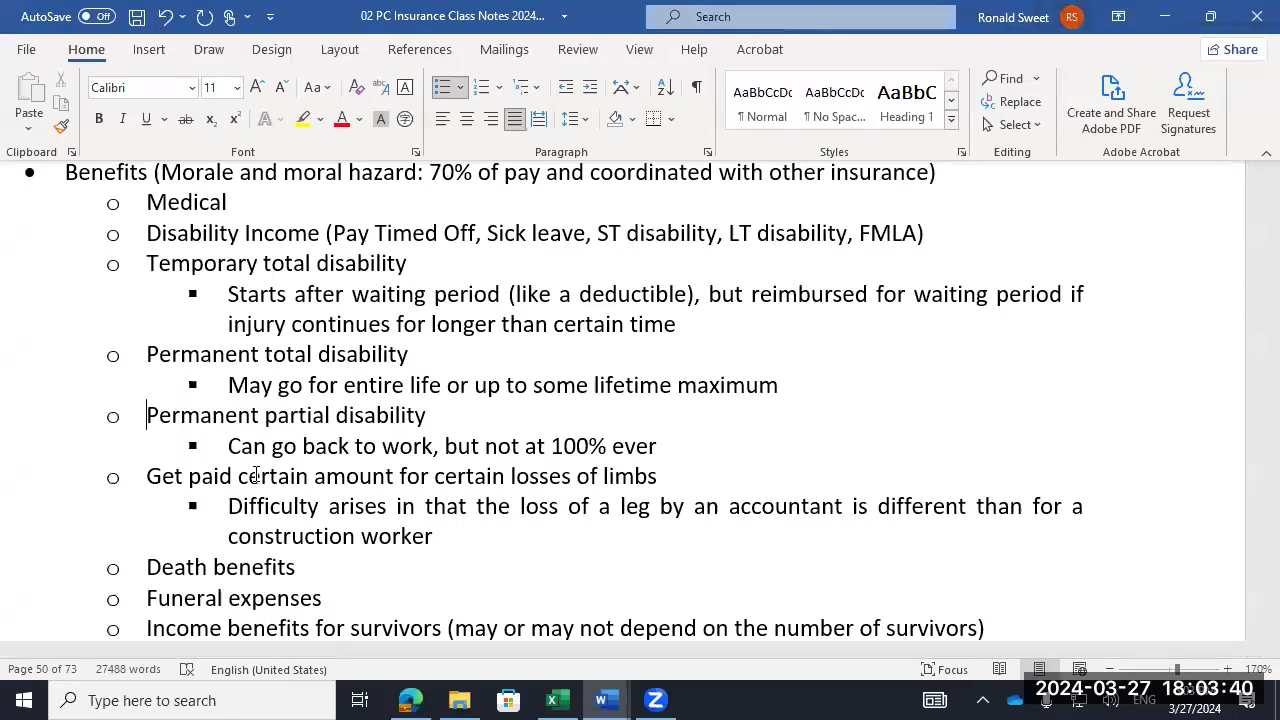 AutoSave Off 02 PC Insurance Class Notes 2024... Search Ronald Sweet RS
File Home Insert Draw Design Layout References Mailings Review View Help Acrobat Share
Paste Calibri 11 Aa AaBbCcDc AaBbCcDc AaBbC Find
B I U ab x₂ x² A A A ¶ Normal ¶ No Spac... Heading 1 Replace Create and Share Adobe PDF Request Signatures
Select
Clipboard Font Paragraph Styles Editing Adobe Acrobat
• Benefits (Morale and moral hazard: 70% of pay and coordinated with other insurance)
o Medical
o Disability Income (Pay Timed Off, Sick leave, ST disability, LT disability, FMLA)
o Temporary total disability
▪ Starts after waiting period (like a deductible), but reimbursed for waiting period if
injury continues for longer than certain time
o Permanent total disability
▪ May go for entire life or up to some lifetime maximum
o Permanent partial disability
▪ Can go back to work, but not at 100% ever
o Get paid certain amount for certain losses of limbs
▪ Difficulty arises in that the loss of a leg by an accountant is different than for a
construction worker
o Death benefits
o Funeral expenses
o Income benefits for survivors (may or may not depend on the number of survivors)
Page 50 of 73 27488 words English (United States) Focus 170%
Type here to search ENG 2024-03-27 18:03:40
3/27/2024